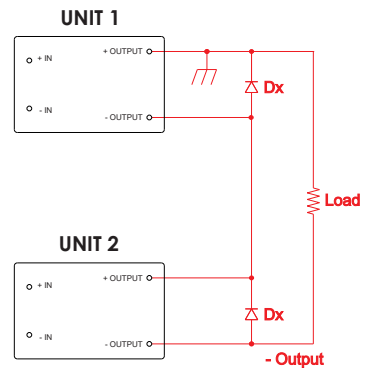 UNIT 1
+ IN
+ OUTPUT
Dx
- IN
- OUTPUT
Load
UNIT 2
+ IN
+ OUTPUT
Dx
- IN
- OUTPUT
- Output